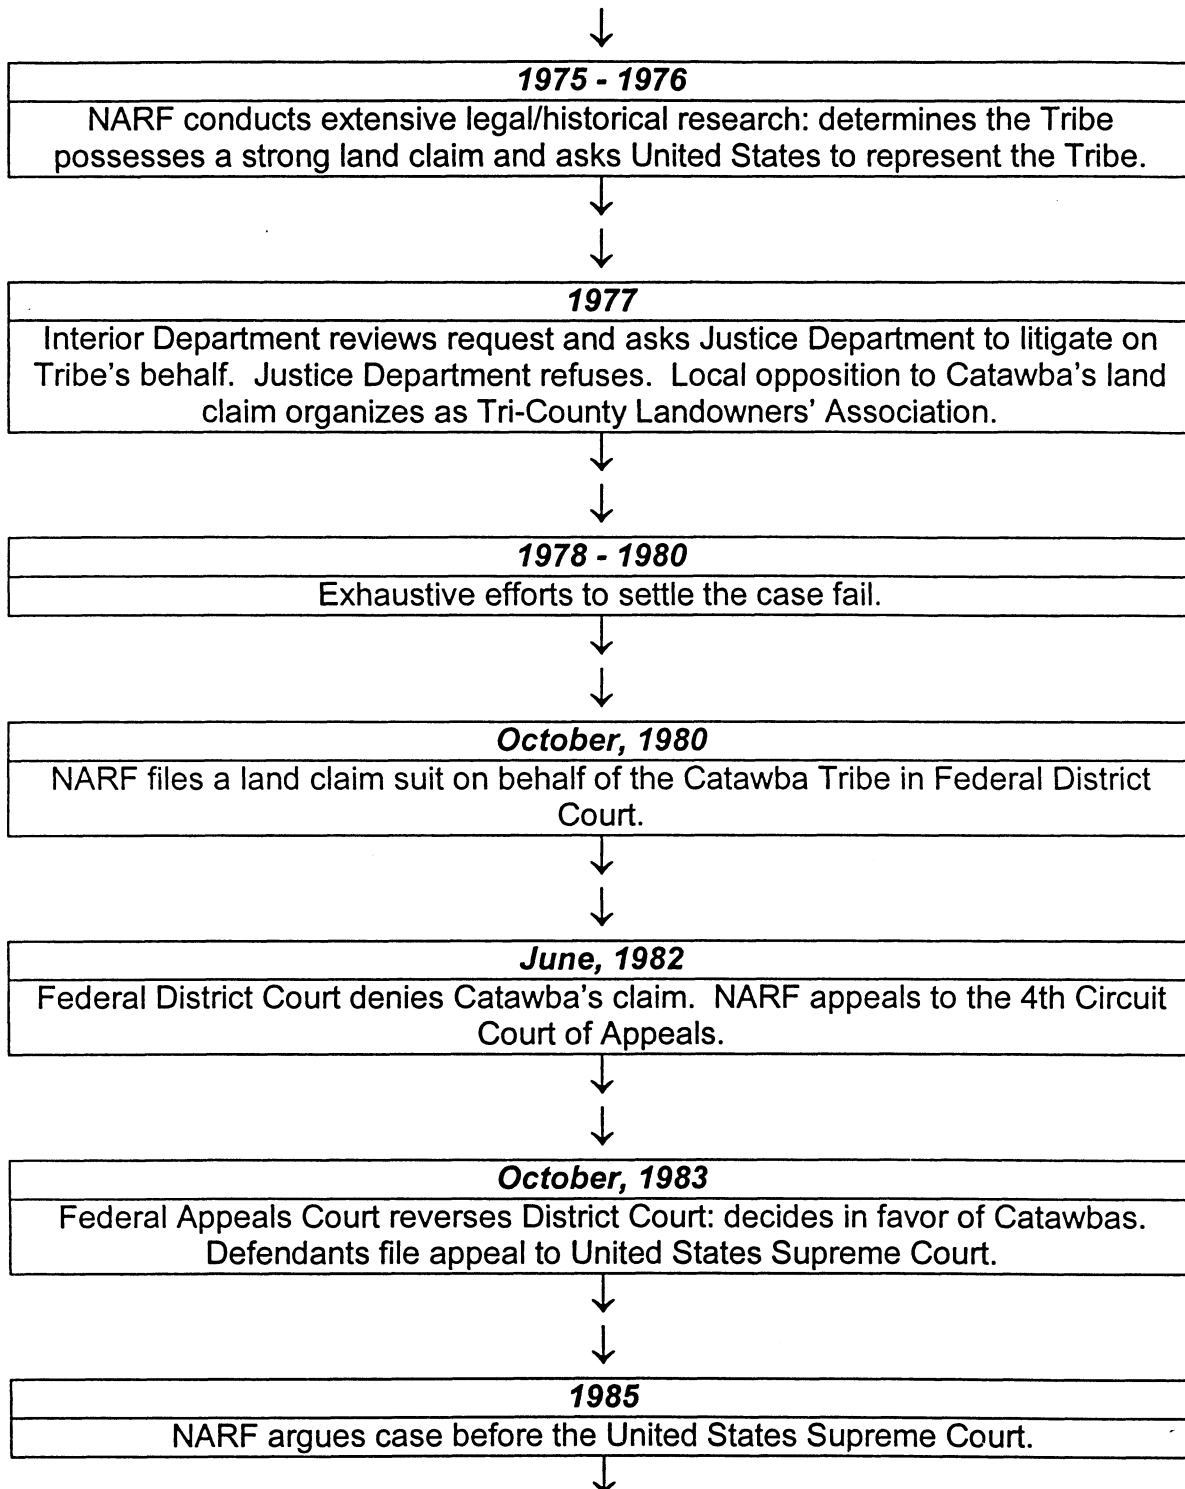 1975 - 1976
NARF conducts extensive legal/historical research: determines the Tribe
possesses a strong land claim and asks United States to represent the Tribe.
1977
Interior Department reviews request and asks Justice Department to litigate on
Tribe's behalf. Justice Department refuses. Local opposition to Catawba's land
claim organizes as Tri-County Landowners' Association.
1978 - 1980
Exhaustive efforts to settle the case fail.
October, 1980
NARF files a land claim suit on behalf of the Catawba Tribe in Federal District
Court.
June, 1982
Federal District Court denies Catawba's claim. NARF appeals to the 4th Circuit
Court of Appeals.
October, 1983
Federal Appeals Court reverses District Court: decides in favor of Catawbas.
Defendants file appeal to United States Supreme Court.
1985
NARF argues case before the United States Supreme Court.